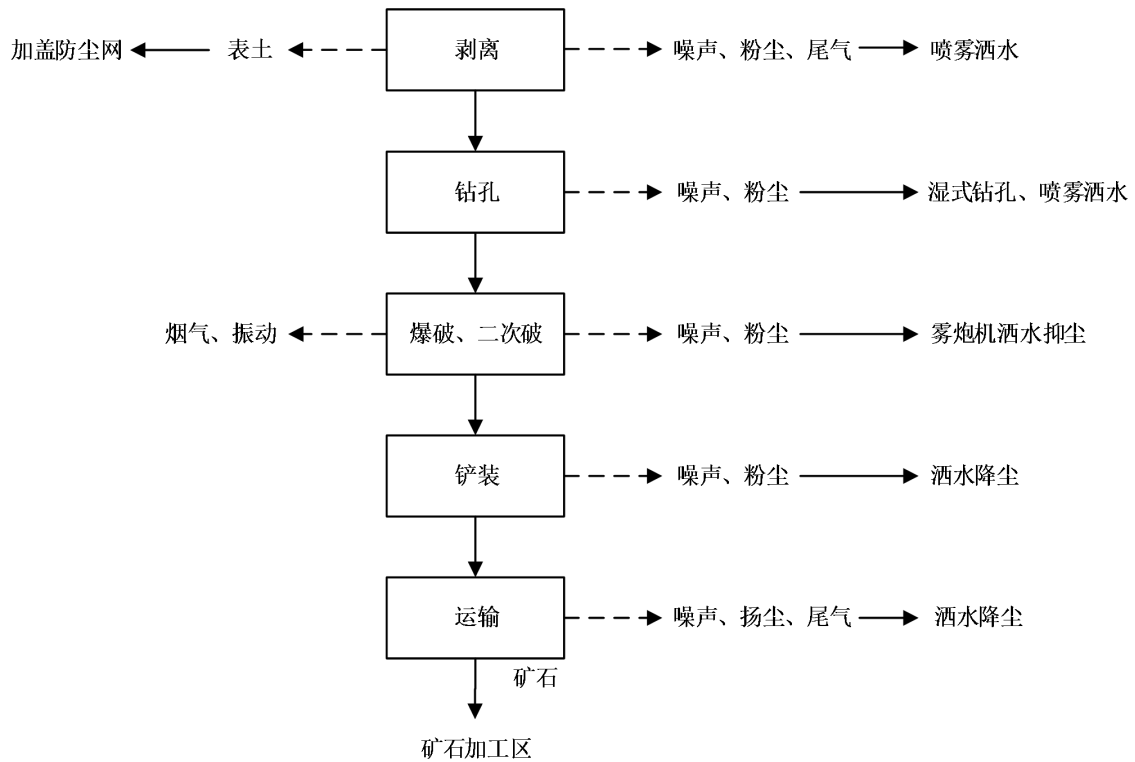 加盖防尘网 表土 剥离 噪声、粉尘、尾气 喷雾洒水
钻孔 噪声、粉尘 湿式钻孔、喷雾洒水
烟气、振动 爆破、二次破 噪声、粉尘 雾炮机洒水抑尘
铲装 噪声、粉尘 洒水降尘
运输 噪声、扬尘、尾气 洒水降尘
矿石
矿石加工区